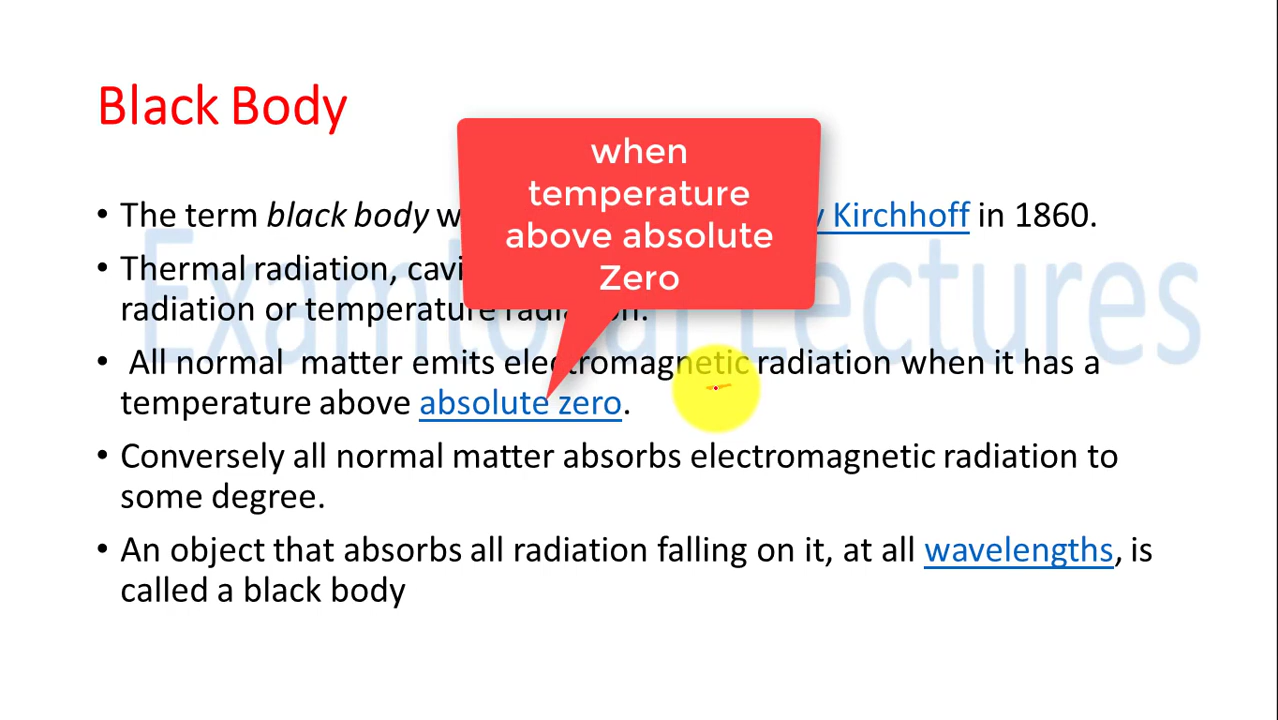 Black Body
when
temperature
above absolute
Zero
• The term black body w
Kirchhoff in 1860.
• Thermal radiation,
radiation or temperature radiation.
• All normal matter emits electromagnetic radiation when it has a
temperature above absolute zero.
• Conversely all normal matter absorbs electromagnetic radiation to
some degree.
• An object that absorbs all radiation falling on it, at all wavelengths, is
called a black body
Lectures